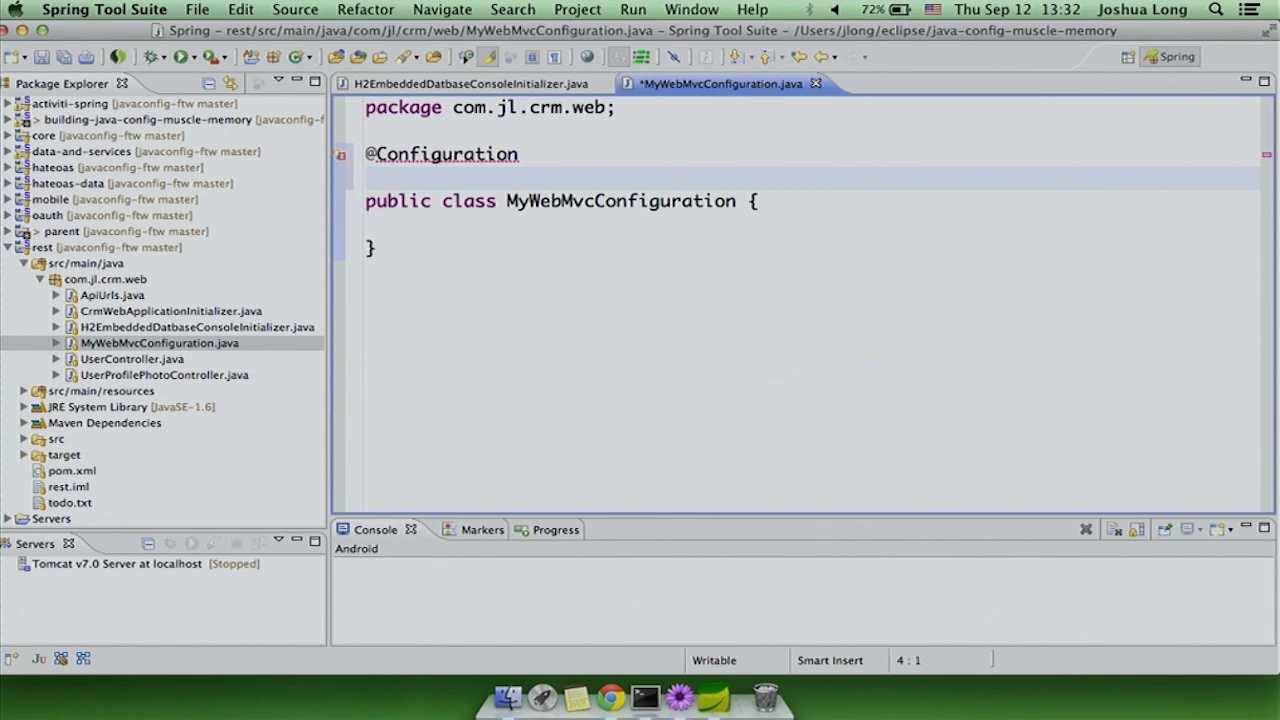 Spring Tool Suite File Edit Source Refactor Navigate Search Project Run Window Help 72% Thu Sep 12 13:32 Joshua Long
Spring – rest/src/main/java/com/jl/crm/web/MyWebMvcConfiguration.java – Spring Tool Suite – /Users/jlong/eclipse/java-config-muscle-memory
Spring
Package Explorer
H2EmbeddedDatbaseConsoleInitializer.java
*MyWebMvcConfiguration.java
activiti-spring [javaconfig-ftw master]
> building-java-config-muscle-memory [javaconfig-ftw
core [javaconfig-ftw master]
data-and-services [javaconfig-ftw master]
hateoas [javaconfig-ftw master]
hateoas-data [javaconfig-ftw master]
mobile [javaconfig-ftw master]
oauth [javaconfig-ftw master]
> parent [javaconfig-ftw master]
rest [javaconfig-ftw master]
src/main/java
com.jl.crm.web
ApiUrls.java
CrmWebApplicationInitializer.java
H2EmbeddedDatbaseConsoleInitializer.java
MyWebMvcConfiguration.java
UserController.java
UserProfilePhotoController.java
src/main/resources
JRE System Library [JavaSE-1.6]
Maven Dependencies
src
target
pom.xml
rest.iml
todo.txt
Servers
package com.jl.crm.web;
@Configuration
public class MyWebMvcConfiguration {
}
Servers
Tomcat v7.0 Server at localhost [Stopped]
Console
Markers
Progress
Android
Ju
Writable
Smart Insert
4 : 1